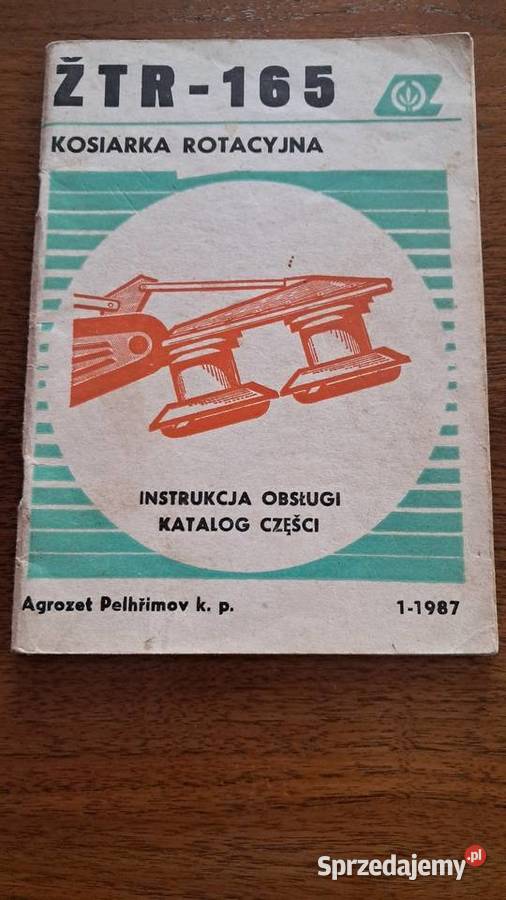 ŽTR-165
KOSIARKA ROTACYJNA
INSTRUKCJA OBSŁUGI
KATALOG CZĘŚCI
Agrozet Pelhřimov k. p. 1-1987
Sprzedajemy.pl